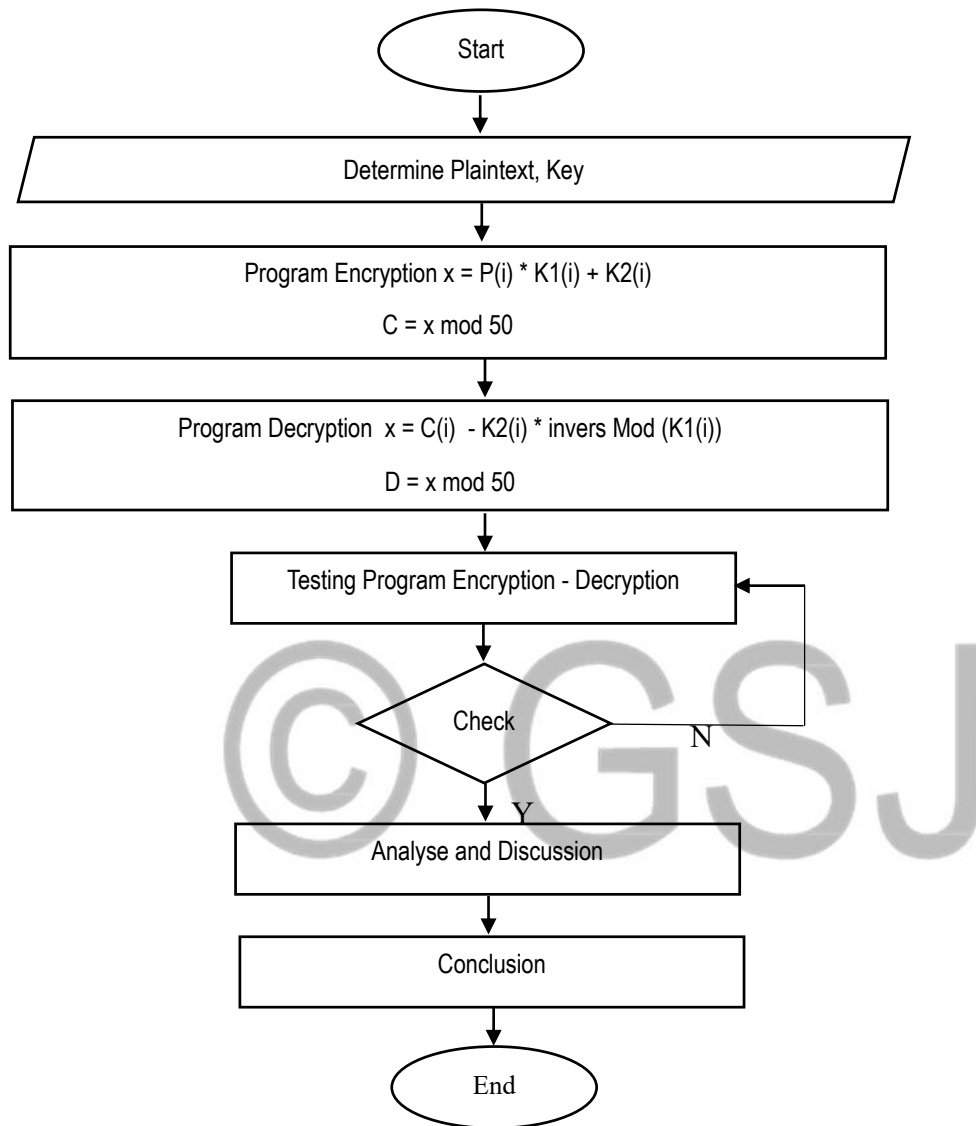 Start
Determine Plaintext, Key
Program Encryption x = P(i) * K1(i) + K2(i)
C = x mod 50
Program Decryption x = C(i) - K2(i) * invers Mod (K1(i))
D = x mod 50
Testing Program Encryption - Decryption
Check
N
Y
© GSJ
Analyse and Discussion
Conclusion
End